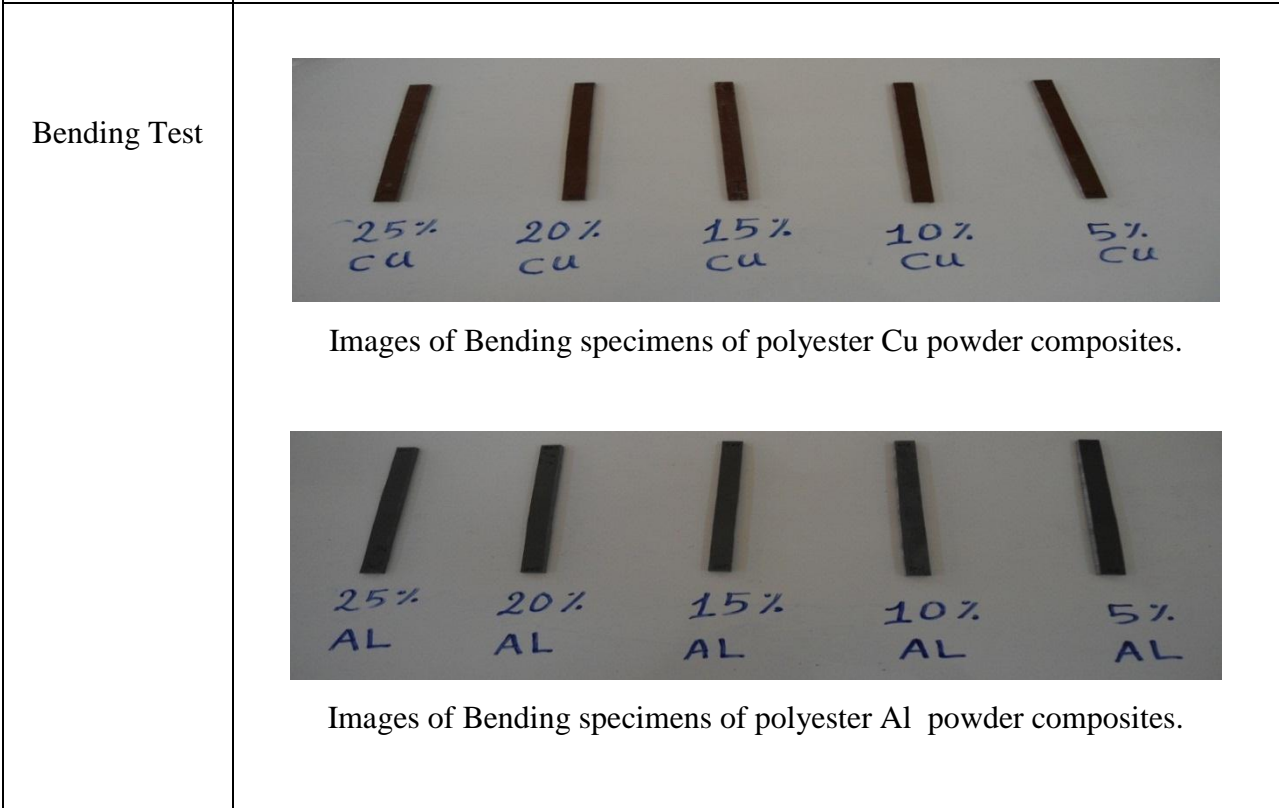 Bending Test
25% 20% 15% 10% 5%
Cu Cu Cu Cu Cu
Images of Bending specimens of polyester Cu powder composites.
25% 20% 15% 10% 5%
AL AL AL AL AL
Images of Bending specimens of polyester Al powder composites.